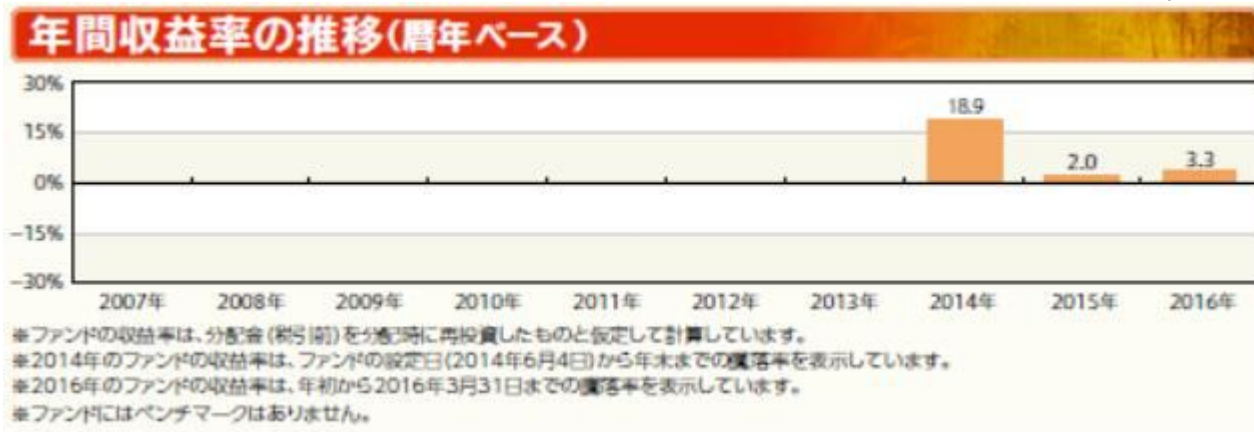 年間収益率の推移(暦年ベース)
30%
15%
0%
-15%
-30%
18.9
2.0
3.3
2007年 2008年 2009年 2010年 2011年 2012年 2013年 2014年 2015年 2016年
※ファンドの収益率は、分配金(税引前)を分配時に再投資したものと仮定して計算しています。
※2014年のファンドの収益率は、ファンドの設定日(2014年6月4日)から年末までの騰落率を表示しています。
※2016年のファンドの収益率は、年初から2016年3月31日までの騰落率を表示しています。
※ファンドにはベンチマークはありません。